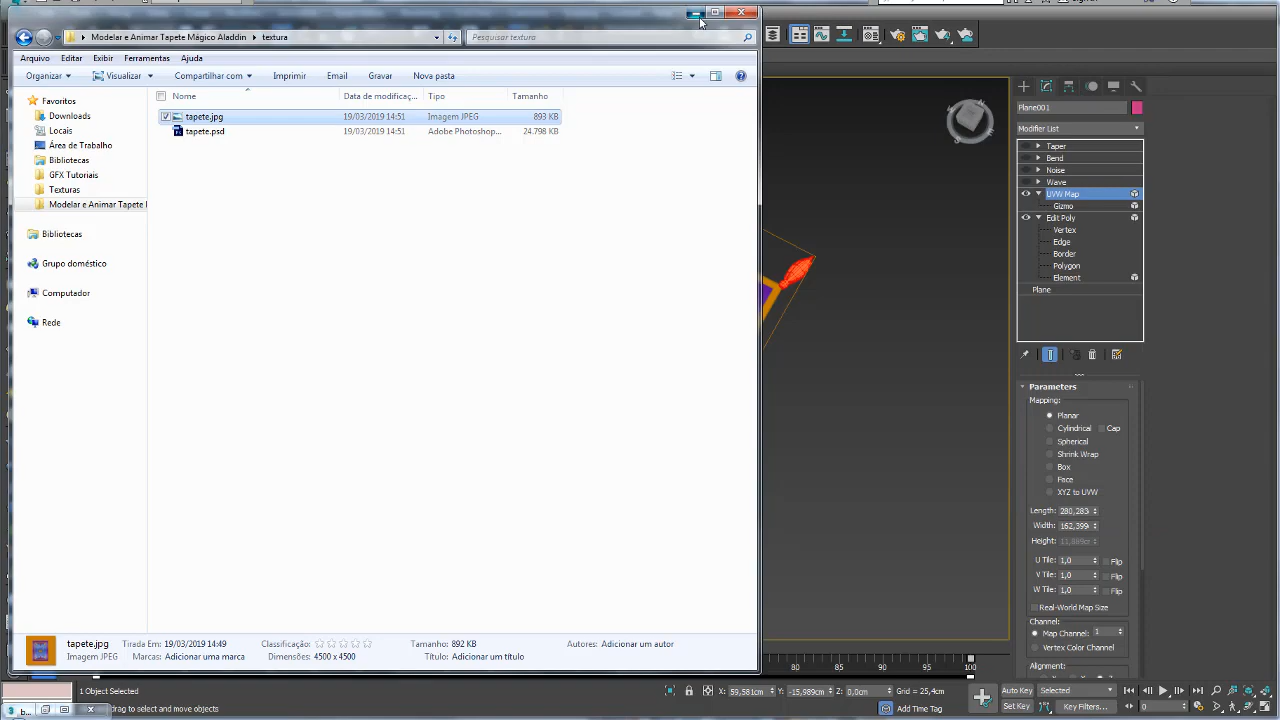 Modelar e Animar Tapete Mágico Aladdin ▸ textura
Pesquisar textura
Arquivo Editar Exibir Ferramentas Ajuda
Organizar Visualizar Compartilhar com Imprimir Email Gravar Nova pasta
Nome Data de modificaç... Tipo Tamanho
tapete.jpg 19/03/2019 14:51 Imagem JPEG 893 KB
tapete.psd 19/03/2019 14:51 Adobe Photoshop... 24.798 KB
Favoritos
Downloads
Locais
Área de Trabalho
Bibliotecas
GFX Tutoriais
Texturas
Modelar e Animar Tapete
Bibliotecas
Grupo doméstico
Computador
Rede
tapete.jpg Tirada Em: 19/03/2019 14:49 Classificação: Tamanho: 892 KB Autores: Adicionar um autor
Imagem JPEG Marcas: Adicionar uma marca Dimensões: 4500 x 4500 Título: Adicionar um título
Plane001
Modifier List
Taper
Bend
Noise
Wave
UVW Map
Gizmo
Edit Poly
Vertex
Edge
Border
Polygon
Element
Plane
Parameters
Mapping:
Planar
Cylindrical Cap
Spherical
Shrink Wrap
Box
Face
XYZ to UVW
Length: 280,283
Width: 162,399
Height: 11,889cm
U Tile: 1,0 Flip
V Tile: 1,0 Flip
W Tile: 1,0 Flip
Real-World Map Size
Channel:
Map Channel: 1
Vertex Color Channel
Alignment:
80 85 90 95 100
1 Object Selected
drag to select and move objects
X: 59,581cm Y: -15,989cm Z: 0,0cm Grid = 25,4cm
Add Time Tag
Auto Key Selected
Set Key Key Filters...
0